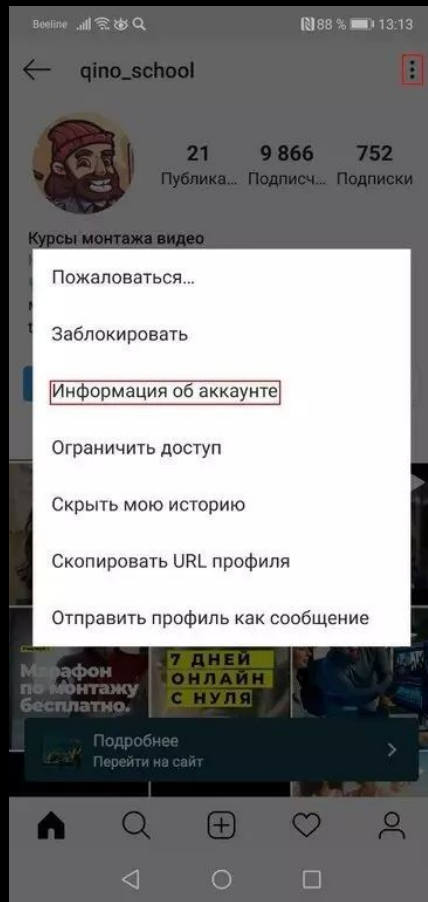 Beeline 88 % 13:13
qino_school
21 9 866 752
Публика... Подписч... Подписки
Курсы монтажа видео
Пожаловаться...
Заблокировать
Информация об аккаунте
Ограничить доступ
Скрыть мою историю
Скопировать URL профиля
Отправить профиль как сообщение
Марафон
по монтажу
бесплатно.
7 ДНЕЙ
ОНЛАЙН
С НУЛЯ
Подробнее
Перейти на сайт